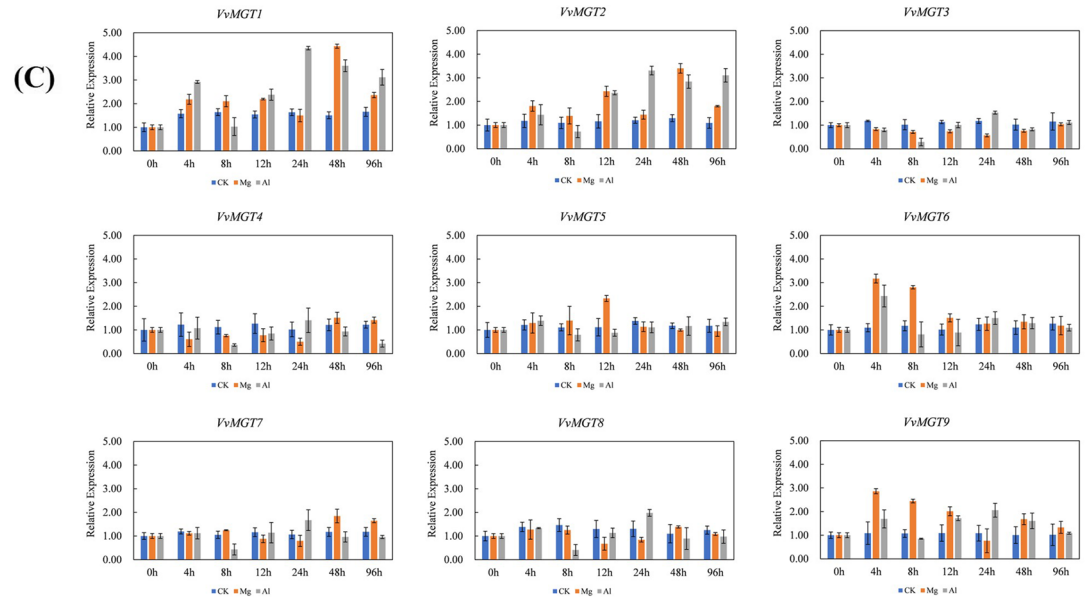 (C)
VvMGT1
Relative Expression
5.00
4.00
3.00
2.00
1.00
0.00
0h 4h 8h 12h 24h 48h 96h
CK Mg Al
VvMGT2
Relative Expression
5.00
4.00
3.00
2.00
1.00
0.00
0h 4h 8h 12h 24h 48h 96h
CK Mg Al
VvMGT3
Relative Expression
5.00
4.00
3.00
2.00
1.00
0.00
0h 4h 8h 12h 24h 48h 96h
CK Mg Al
VvMGT4
Relative Expression
5.00
4.00
3.00
2.00
1.00
0.00
0h 4h 8h 12h 24h 48h 96h
CK Mg Al
VvMGT5
Relative Expression
5.00
4.00
3.00
2.00
1.00
0.00
0h 4h 8h 12h 24h 48h 96h
CK Mg Al
VvMGT6
Relative Expression
5.00
4.00
3.00
2.00
1.00
0.00
0h 4h 8h 12h 24h 48h 96h
CK Mg Al
VvMGT7
Relative Expression
5.00
4.00
3.00
2.00
1.00
0.00
0h 4h 8h 12h 24h 48h 96h
CK Mg Al
VvMGT8
Relative Expression
5.00
4.00
3.00
2.00
1.00
0.00
0h 4h 8h 12h 24h 48h 96h
CK Mg Al
VvMGT9
Relative Expression
5.00
4.00
3.00
2.00
1.00
0.00
0h 4h 8h 12h 24h 48h 96h
CK Mg Al